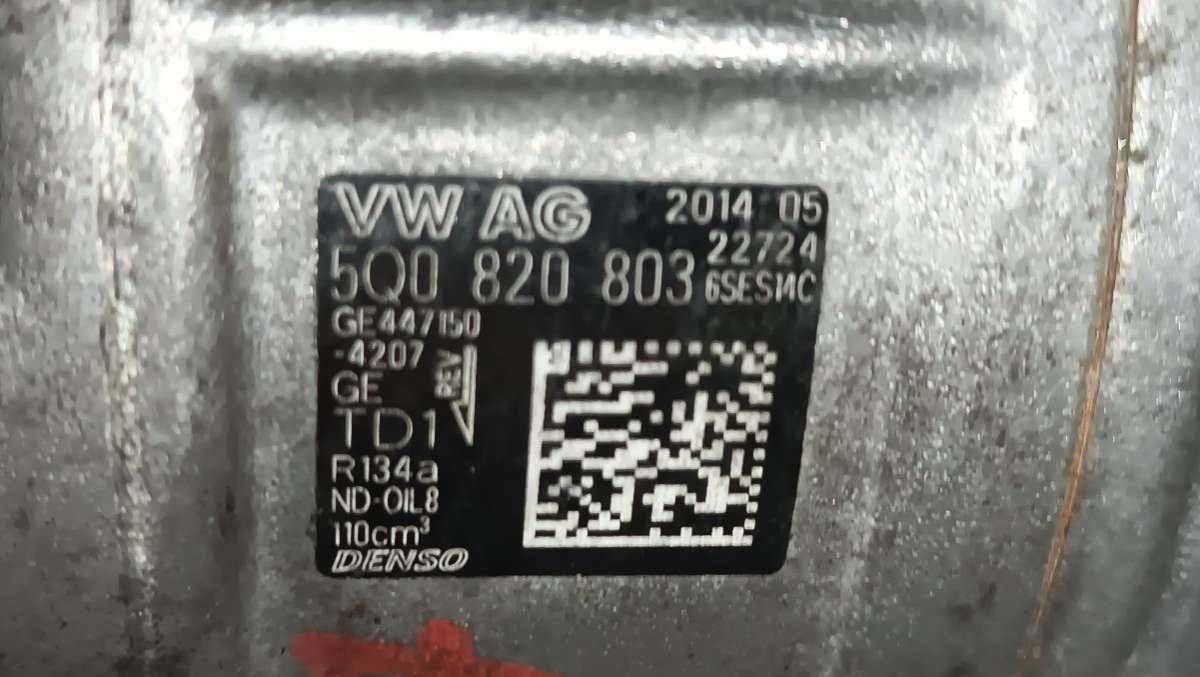 VW AG 2014 05
22724
5Q0 820 803 6SES14C
GE447150
-4207
REV
GE
TD1
R134a
ND-OIL8
110cm³
DENSO